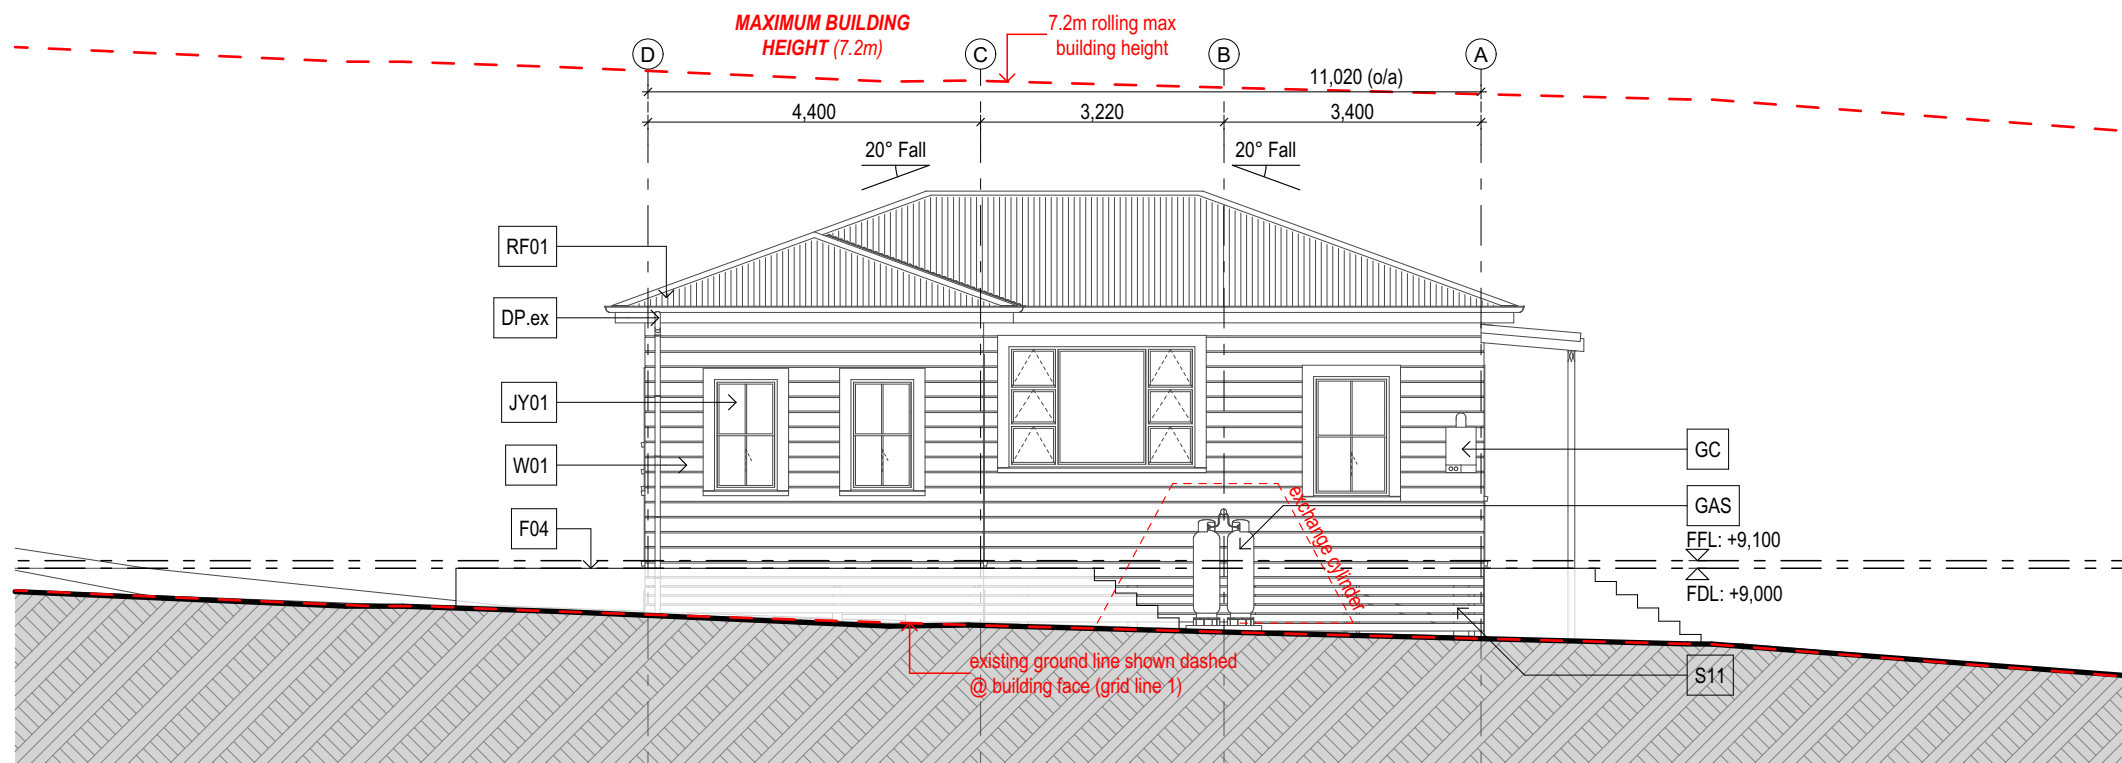 MAXIMUM BUILDING
HEIGHT (7.2m)
7.2m rolling max
building height
D
C
B
A
11,020 (o/a)
4,400
3,220
3,400
20° Fall
20° Fall
RF01
DP.ex
JY01
W01
F04
GC
GAS
exchange cylinder
FFL: +9,100
FDL: +9,000
existing ground line shown dashed
@ building face (grid line 1)
S11